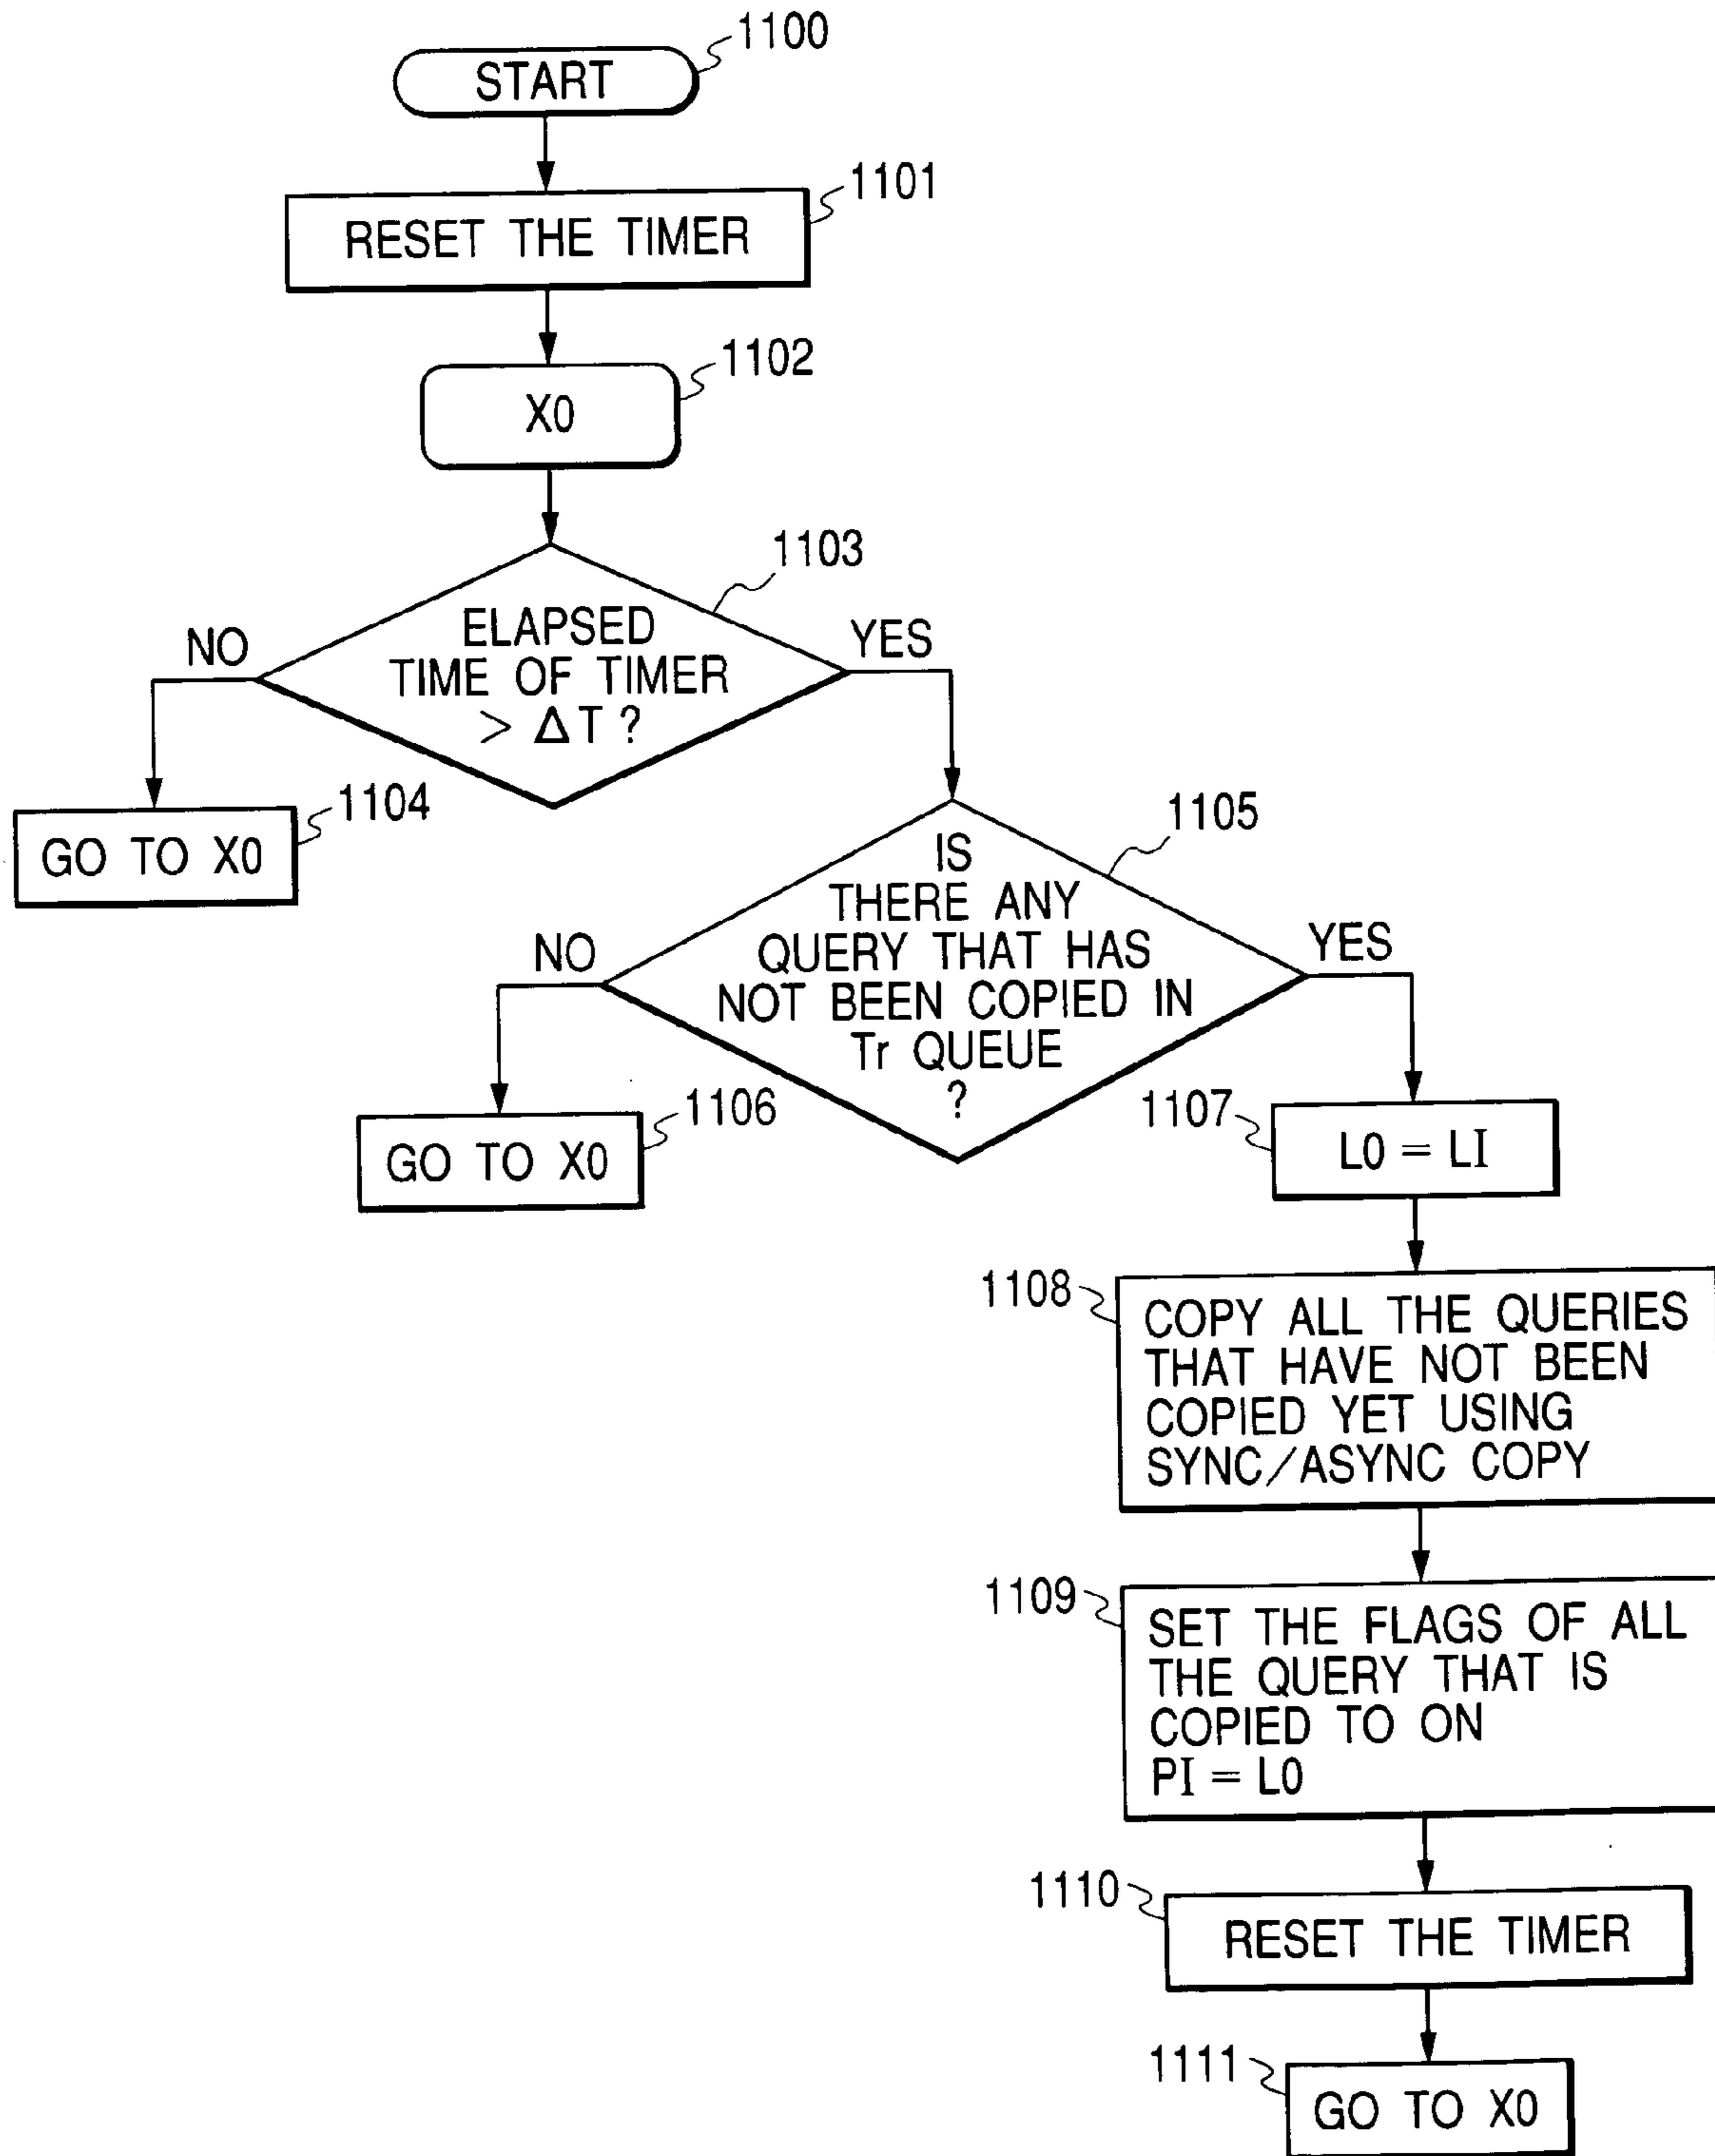 1100
START
1101
RESET THE TIMER
1102
X0
1103
ELAPSED
TIME OF TIMER
> ΔT ?
NO
YES
1104
GO TO X0
1105
IS
THERE ANY
QUERY THAT HAS
NOT BEEN COPIED IN
Tr QUEUE
?
NO
YES
1106
GO TO X0
1107
L0 = LI
1108
COPY ALL THE QUERIES
THAT HAVE NOT BEEN
COPIED YET USING
SYNC/ASYNC COPY
1109
SET THE FLAGS OF ALL
THE QUERY THAT IS
COPIED TO ON
PI = L0
1110
RESET THE TIMER
1111
GO TO X0